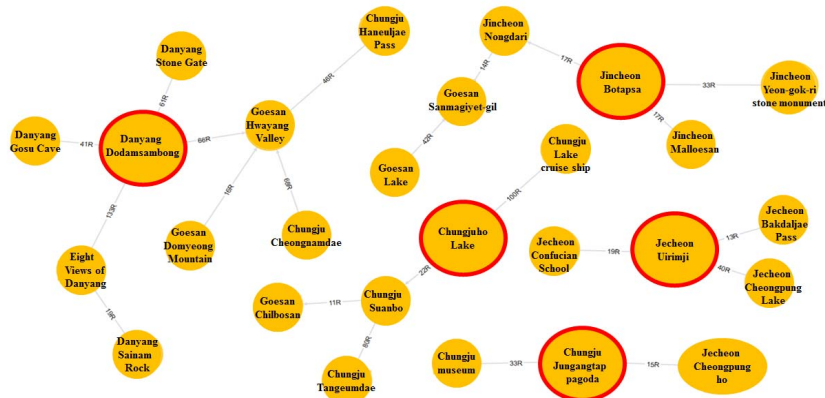 Chungju
Haneuljae
Pass
Jincheon
Nongdari
Danyang
Stone Gate
Jincheon
Botapsa
Jincheon
Yeon-gok-ri
stone monument
46R
14R
17R
33R
61R
Goesan
Sanmagiyet-gil
Goesan
Hwayang
Valley
Danyang
Gosu Cave
41R
Danyang
Dodamsambong
66R
17R
Jincheon
Malloesan
42R
Chungju
Lake
cruise ship
Goesan
Lake
16R
68R
100R
133R
Goesan
Domyeong
Mountain
Chungju
Cheongnamdae
Chungjuho
Lake
Jecheon
Confucian
School
19R
Jecheon
Uirimji
13R
Jecheon
Bakdaljae
Pass
40R
Jecheon
Cheongpung
Lake
Eight
Views of
Danyang
22R
Goesan
Chilbosan
11R
Chungju
Suanbo
19R
80R
Danyang
Sainam
Rock
Chungju
Tangeumdae
Chungju
museum
33R
Chungju
Jungangtap
pagoda
15R
Jecheon
Cheongpung
ho